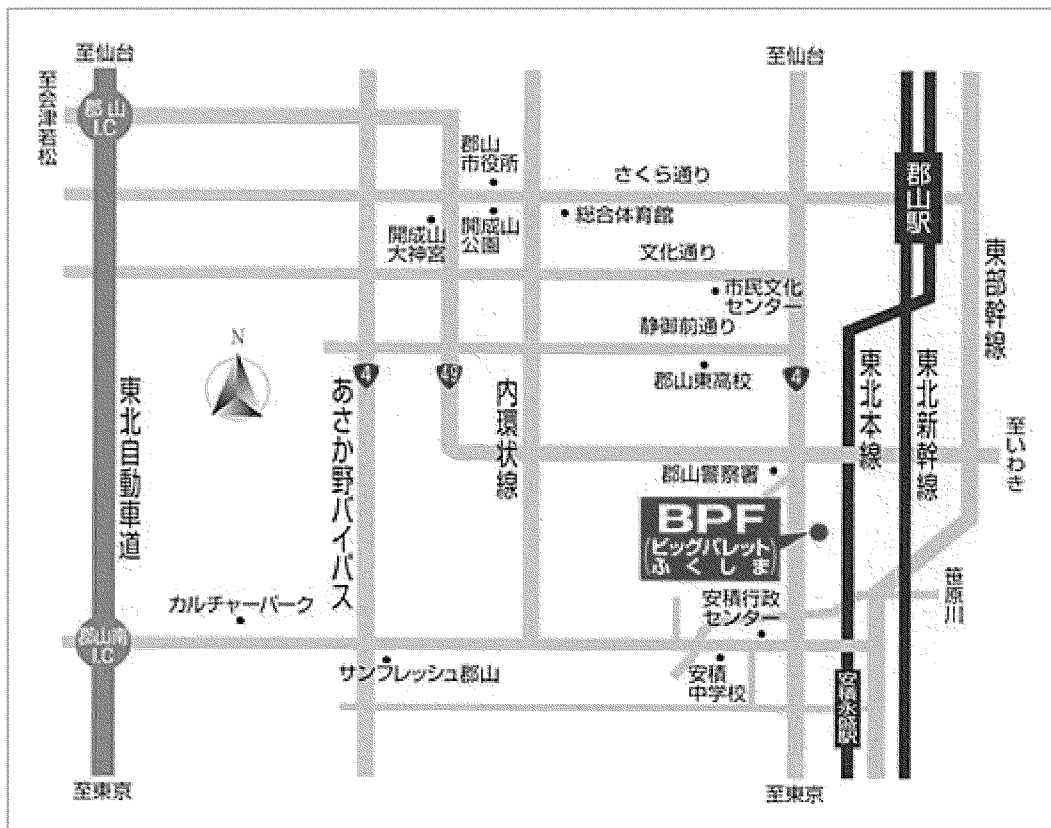 至仙台
至仙台
至会津若松
郡山
I.C
郡山
市役所
さくら通り
郡山駅
総合体育館
開成山
大神宮
開成山
公園
文化通り
東部幹線
市民文化
センター
静御前通り
N
4
49
4
郡山東高校
東北自動車道
あさか野バイパス
内環状線
東北本線
東北新幹線
至いわき
郡山警察署
BPF
(ビッグパレット)
ふくしま
笹原川
カルチャーパーク
安積行政
センター
郡山南
I.C
サンフレッシュ郡山
安積
中学校
安積永盛駅
至東京
至東京